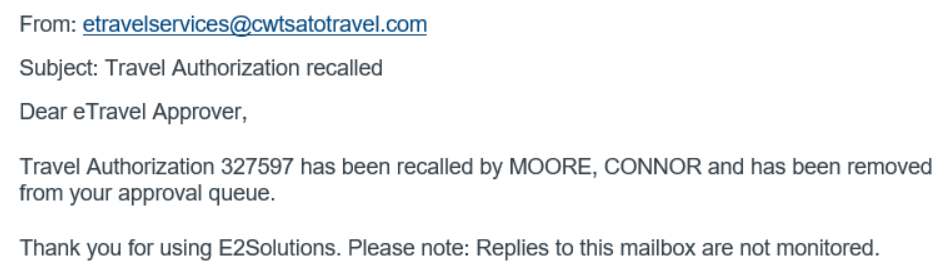 From: etravelservices@cwtsatotravel.com
Subject: Travel Authorization recalled
Dear eTravel Approver,
Travel Authorization 327597 has been recalled by MOORE, CONNOR and has been removed
from your approval queue.
Thank you for using E2Solutions. Please note: Replies to this mailbox are not monitored.